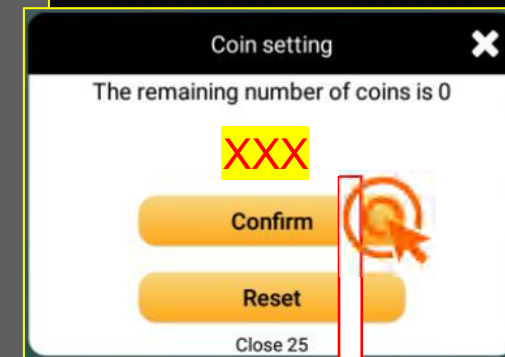 Coin setting
The remaining number of coins is 0
XXX
Confirm
Reset
Close 25